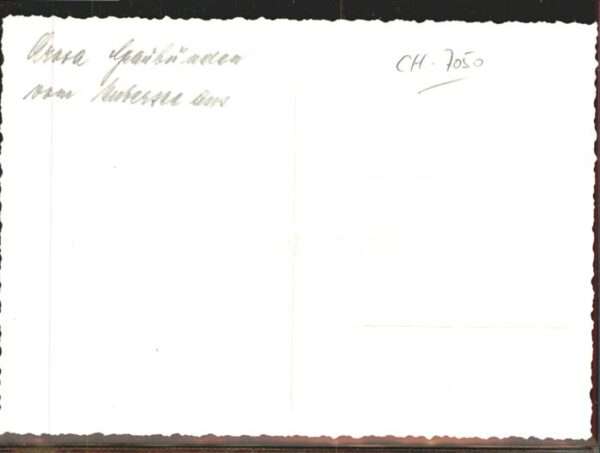 Arosa Graubünden
vom Untersee aus
CH-7050